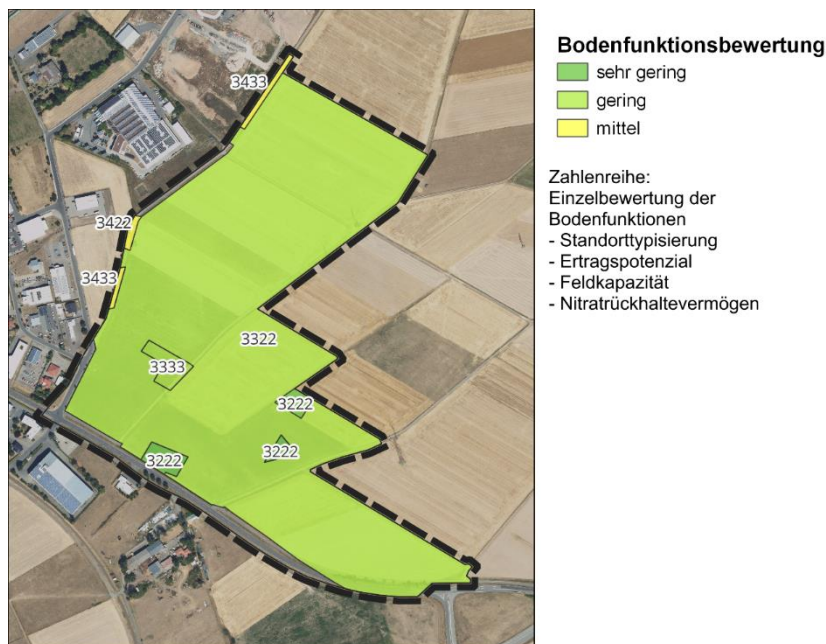 3433
3422
3433
3322
3333
3222
3222
3222
Bodenfunktionsbewertung
sehr gering
gering
mittel
Zahlenreihe:
Einzelbewertung der
Bodenfunktionen
- Standorttypisierung
- Ertragspotenzial
- Feldkapazität
- Nitratrückhaltevermögen